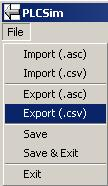 PLCSim
File
Import (.asc)
Import (.csv)
Export (.asc)
Export (.csv)
Save
Save & Exit
Exit